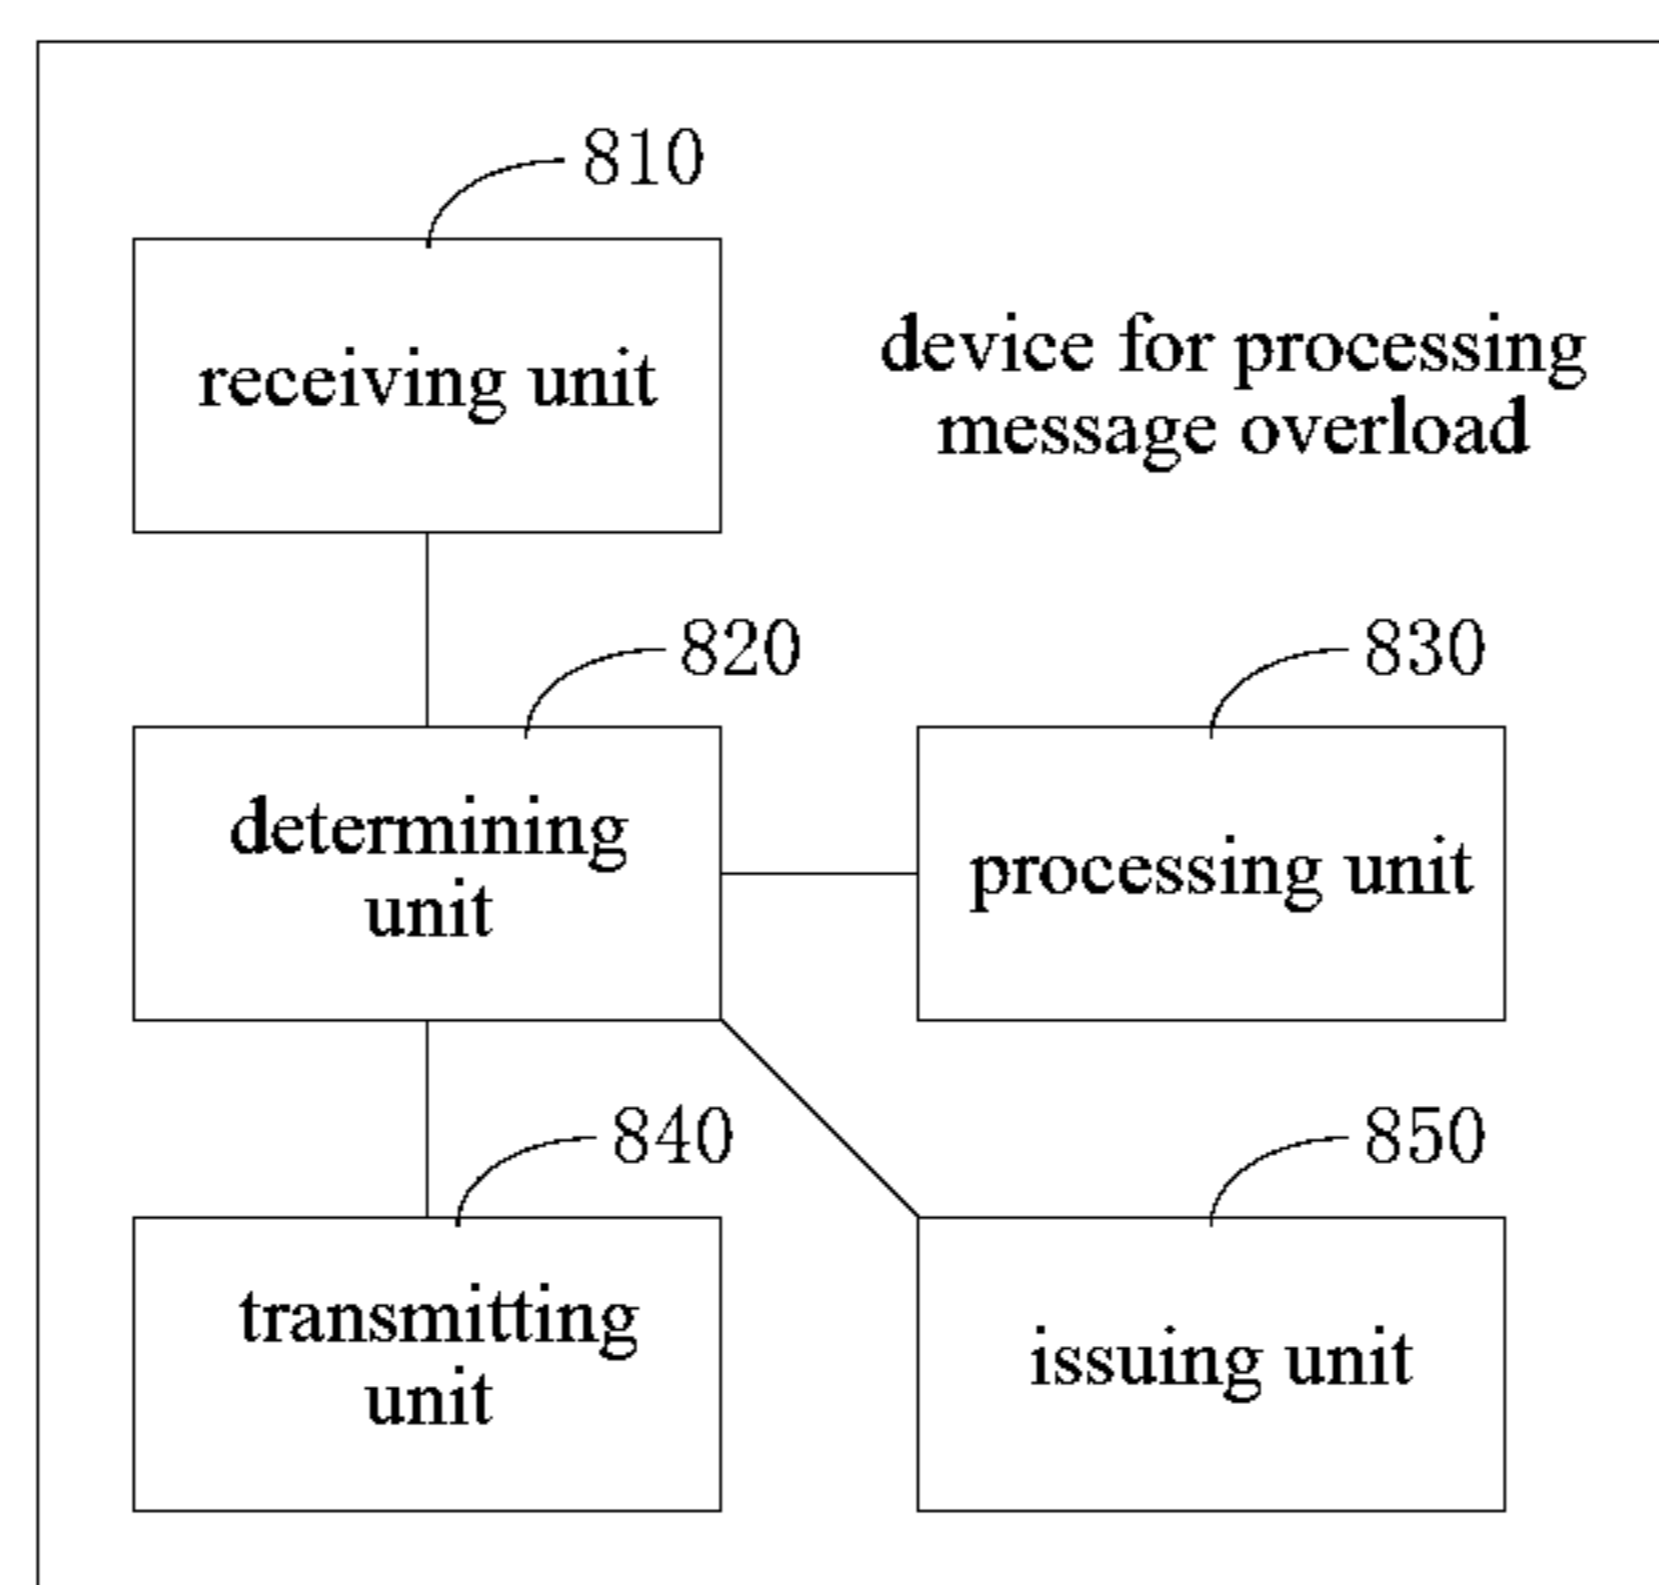 810
receiving unit
device for processing
message overload
820
830
determining
unit
processing unit
840
850
transmitting
unit
issuing unit